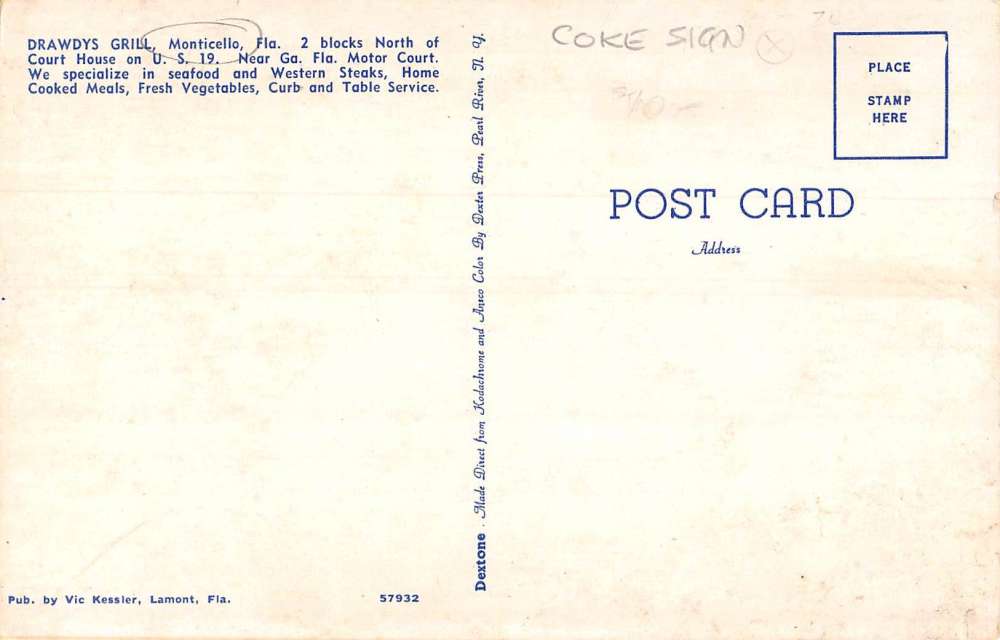 DRAWDYS GRILL, Monticello, Fla. 2 blocks North of
Court House on U. S. 19. Near Ga. Fla. Motor Court.
We specialize in seafood and Western Steaks, Home
Cooked Meals, Fresh Vegetables, Curb and Table Service.
Pub. by Vic Kessler, Lamont, Fla.
57932
Dextone . Made Direct from Kodachrome and Ansco Color By Dexter Press, Pearl River, N. Y.
COKE SIGN
PLACE
STAMP
HERE
POST CARD
Address